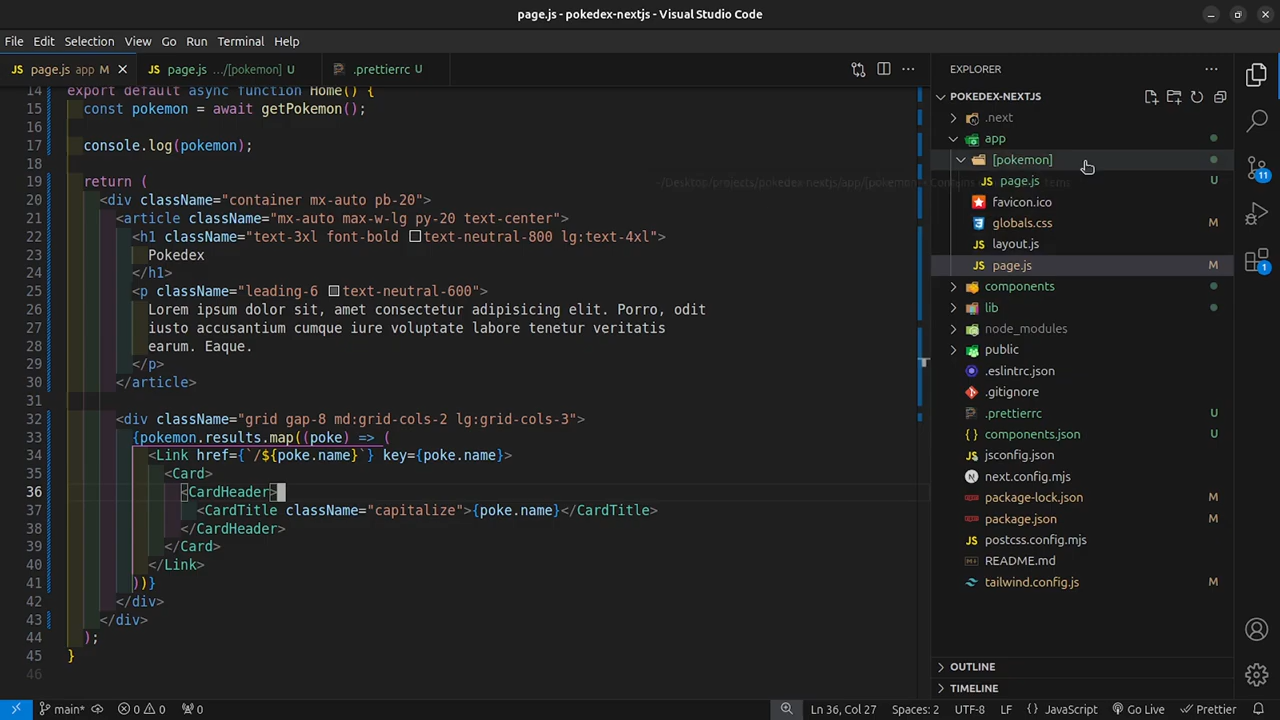 page.js - pokedex-nextjs - Visual Studio Code
File Edit Selection View Go Run Terminal Help
page.js app M
page.js .../[pokemon] U
.prettierrc U
14 export default async function Home() {
15 const pokemon = await getPokemon();
16
17 console.log(pokemon);
18
19 return (
20 <div className="container mx-auto pb-20">
21 <article className="mx-auto max-w-lg py-20 text-center">
22 <h1 className="text-3xl font-bold text-neutral-800 lg:text-4xl">
23 Pokedex
24 </h1>
25 <p className="leading-6 text-neutral-600">
26 Lorem ipsum dolor sit, amet consectetur adipisicing elit. Porro, odit
27 iusto accusantium cumque iure voluptate labore tenetur veritatis
28 earum. Eaque.
29 </p>
30 </article>
31
32 <div className="grid gap-8 md:grid-cols-2 lg:grid-cols-3">
33 {pokemon.results.map((poke) => (
34 <Link href={`/${poke.name}`} key={poke.name}>
35 <Card>
36 <CardHeader>
37 <CardTitle className="capitalize">{poke.name}</CardTitle>
38 </CardHeader>
39 </Card>
40 </Link>
41 ))}
42 </div>
43 </div>
44 );
45 }
46
EXPLORER
POKEDEX-NEXTJS
.next
app
[pokemon]
~/Desktop/projects/pokedex-nextjs/app/[pokemon
page.js U
favicon.ico
globals.css M
layout.js
page.js M
components
lib
node_modules
public
.eslintrc.json
.gitignore
.prettierrc U
components.json U
jsconfig.json
next.config.mjs
package-lock.json M
package.json M
postcss.config.mjs
README.md
tailwind.config.js M
OUTLINE
TIMELINE
11
1
main* 0 0 0 Ln 36, Col 27 Spaces: 2 UTF-8 LF { } JavaScript Go Live Prettier